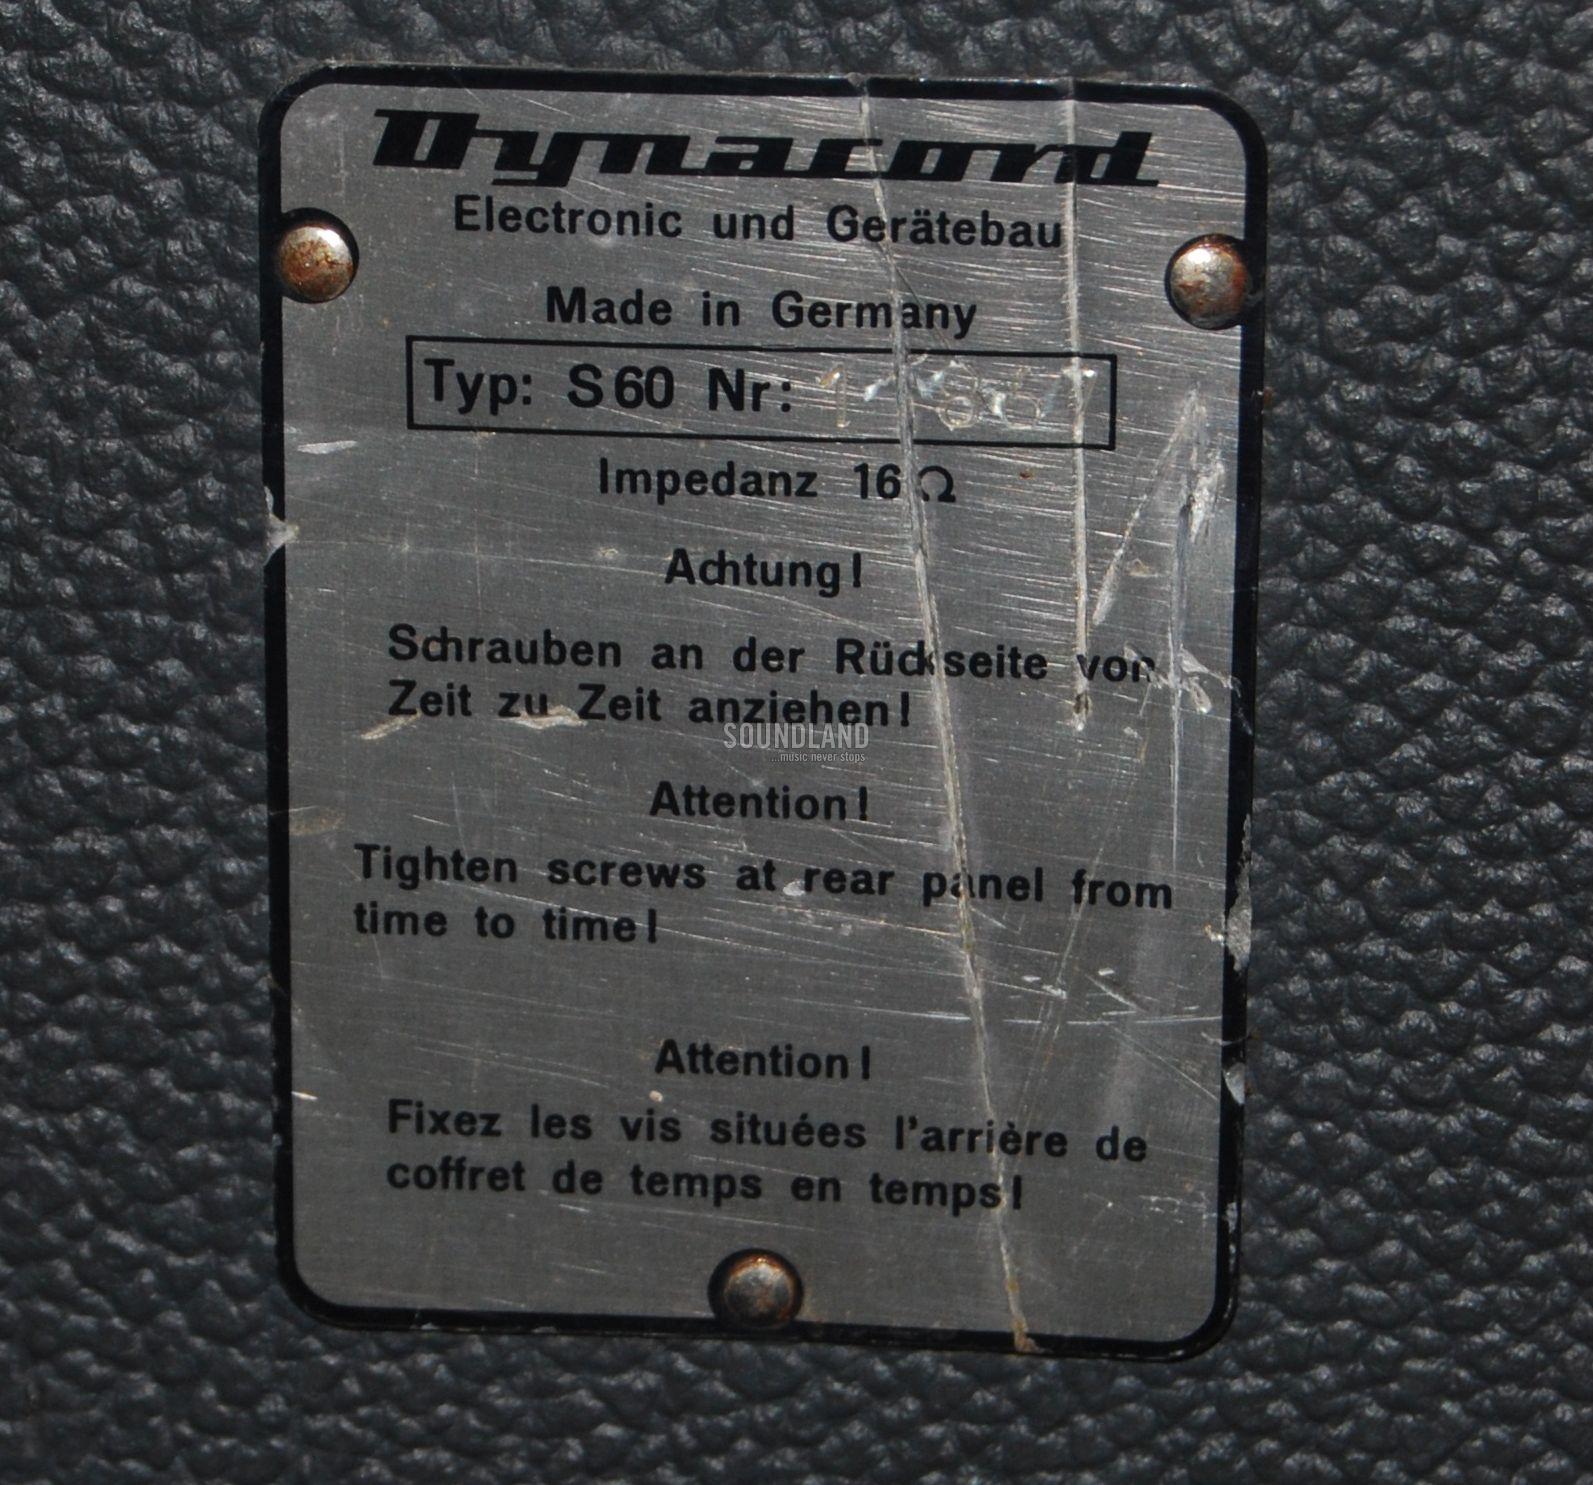 Dynacord
Electronic und Gerätebau
Made in Germany
Typ: S60 Nr:
Impedanz 16 Ω
Achtung!
Schrauben an der Rückseite von
Zeit zu Zeit anziehen!
SOUNDLAND
...music never stops
Attention!
Tighten screws at rear panel from
time to time!
Attention!
Fixez les vis situées l'arrière de
coffret de temps en temps!